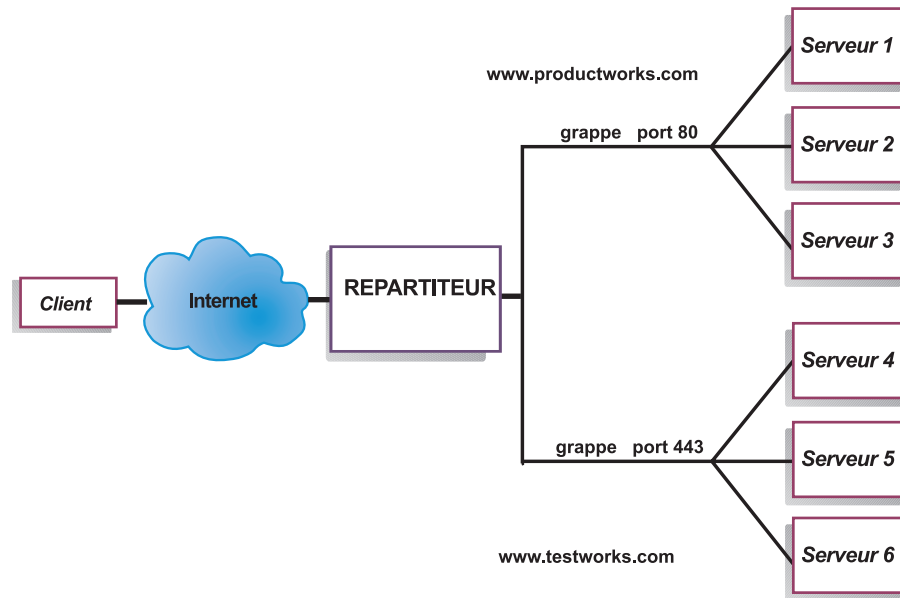 Serveur 1
www.productworks.com
grappe port 80
Serveur 2
Serveur 3
Client
Internet
REPARTITEUR
Serveur 4
grappe port 443
Serveur 5
www.testworks.com
Serveur 6